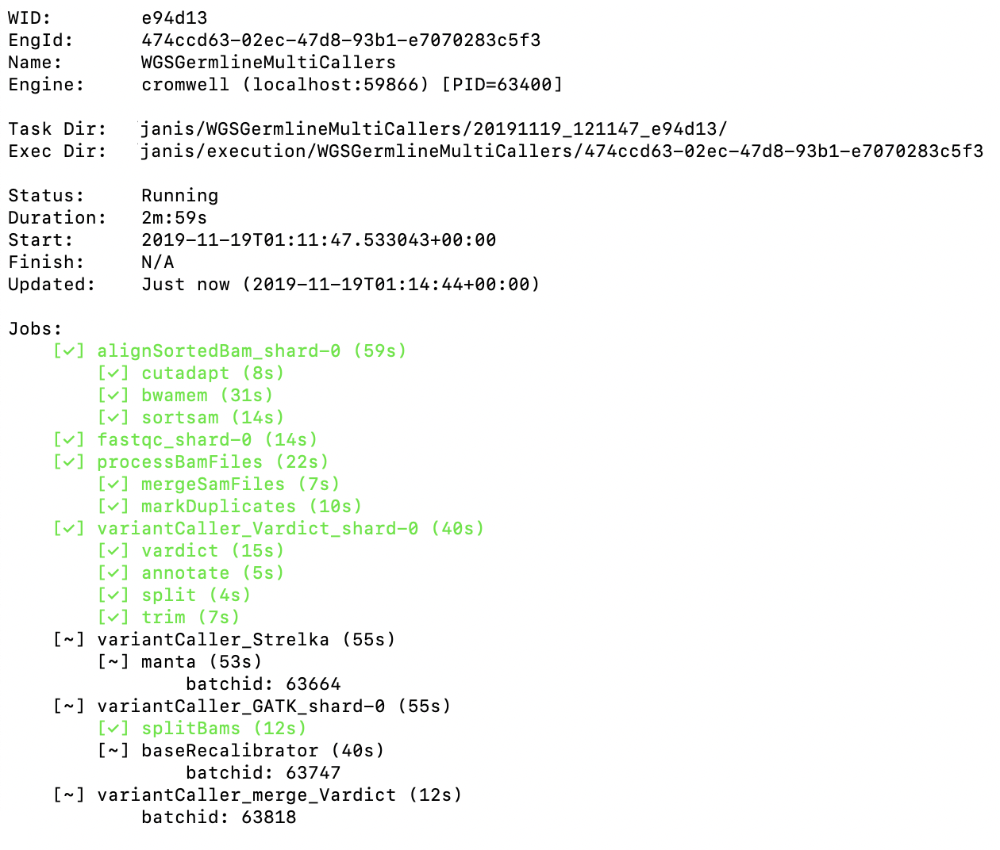 WID: e94d13
EngId: 474ccd63-02ec-47d8-93b1-e7070283c5f3
Name: WGSGermlineMultiCallers
Engine: cromwell (localhost:59866) [PID=63400]
Task Dir: janis/WGSGermlineMultiCallers/20191119_121147_e94d13/
Exec Dir: janis/execution/WGSGermlineMultiCallers/474ccd63-02ec-47d8-93b1-e7070283c5f3
Status: Running
Duration: 2m:59s
Start: 2019-11-19T01:11:47.533043+00:00
Finish: N/A
Updated: Just now (2019-11-19T01:14:44+00:00)
Jobs:
[✓] alignSortedBam_shard-0 (59s)
[✓] cutadapt (8s)
[✓] bwamem (31s)
[✓] sortsam (14s)
[✓] fastqc_shard-0 (14s)
[✓] processBamFiles (22s)
[✓] mergeSamFiles (7s)
[✓] markDuplicates (10s)
[✓] variantCaller_Vardict_shard-0 (40s)
[✓] vardict (15s)
[✓] annotate (5s)
[✓] split (4s)
[✓] trim (7s)
[~] variantCaller_Strelka (55s)
[~] manta (53s)
batchid: 63664
[~] variantCaller_GATK_shard-0 (55s)
[✓] splitBams (12s)
[~] baseRecalibrator (40s)
batchid: 63747
[~] variantCaller_merge_Vardict (12s)
batchid: 63818